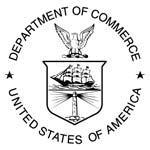 DEPARTMENT OF COMMERCE
UNITED STATES OF AMERICA